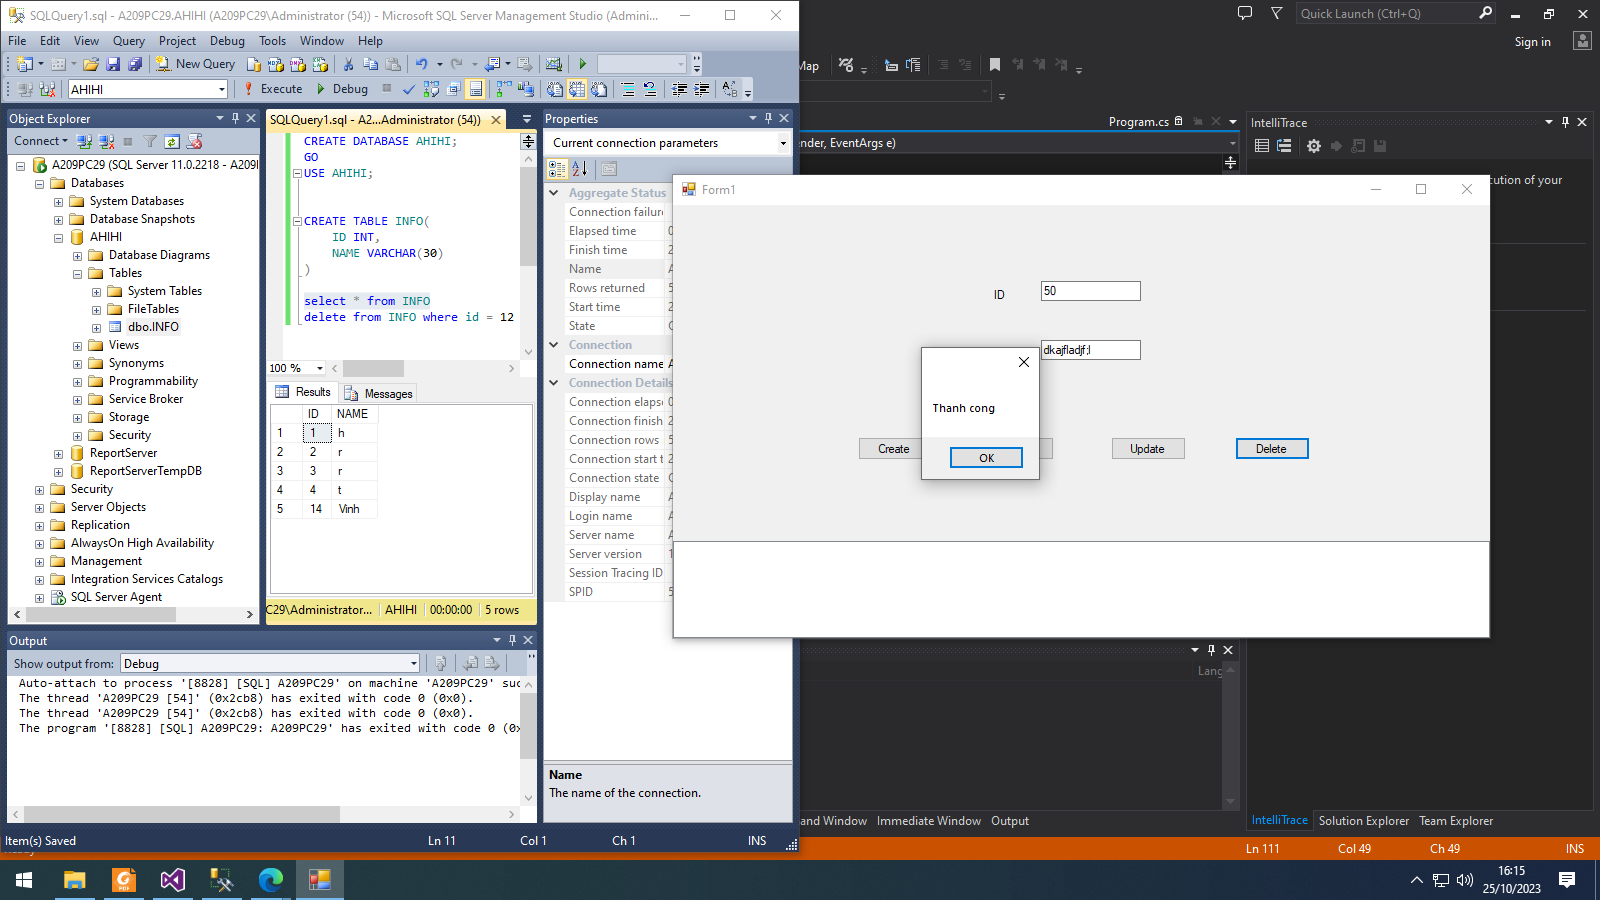 SQLQuery1.sql - A209PC29.AHIHI (A209PC29\Administrator (54)) - Microsoft SQL Server Management Studio (Admini...
File Edit View Query Project Debug Tools Window Help
New Query
AHIHI Execute Debug
Object Explorer
Connect
A209PC29 (SQL Server 11.0.2218 - A209
Databases
System Databases
Database Snapshots
AHIHI
Database Diagrams
Tables
System Tables
FileTables
dbo.INFO
Views
Synonyms
Programmability
Service Broker
Storage
Security
ReportServer
ReportServerTempDB
Security
Server Objects
Replication
AlwaysOn High Availability
Management
Integration Services Catalogs
SQL Server Agent
SQLQuery1.sql - A2...Administrator (54))
CREATE DATABASE AHIHI;
GO
USE AHIHI;
CREATE TABLE INFO(
ID INT,
NAME VARCHAR(30)
)
select * from INFO
delete from INFO where id = 12
100 %
Results Messages
ID NAME
1 1 h
2 2 r
3 3 r
4 4 t
5 14 Vinh
C29\Administrator... AHIHI 00:00:00 5 rows
Properties
Current connection parameters
Aggregate Status
Connection failur
Elapsed time 0
Finish time 2
Name A
Rows returned 5
Start time 2
State
Connection
Connection name A
Connection Details
Connection elaps
Connection finish 2
Connection rows 5
Connection start t 2
Connection state
Display name A
Login name A
Server name A
Server version 1
Session Tracing ID
SPID 5
Name
The name of the connection.
Output
Show output from: Debug
Auto-attach to process '[8828] [SQL] A209PC29' on machine 'A209PC29' suc
The thread 'A209PC29 [54]' (0x2cb8) has exited with code 0 (0x0).
The thread 'A209PC29 [54]' (0x2cb8) has exited with code 0 (0x0).
The program '[8828] [SQL] A209PC29: A209PC29' has exited with code 0 (0x
Item(s) Saved Ln 11 Col 1 Ch 1 INS
Quick Launch (Ctrl+Q)
Sign in
Map
Program.cs
ender, EventArgs e)
IntelliTrace
cution of your
Form1
ID 50
dkajfladjf;l
Thanh cong
OK
Create Update Delete
Lang
and Window Immediate Window Output
IntelliTrace Solution Explorer Team Explorer
Ln 111 Col 49 Ch 49 INS
16:15
25/10/2023